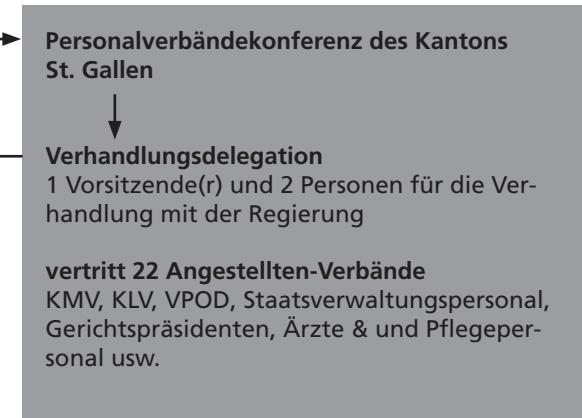 Personalverbändekonferenz des Kantons
St. Gallen
Verhandlungsdelegation
1 Vorsitzende(r) und 2 Personen für die Ver-
handlung mit der Regierung
vertritt 22 Angestellten-Verbände
KMV, KLV, VPOD, Staatsverwaltungspersonal,
Gerichtspräsidenten, Ärzte & und Pflegeper-
sonal usw.